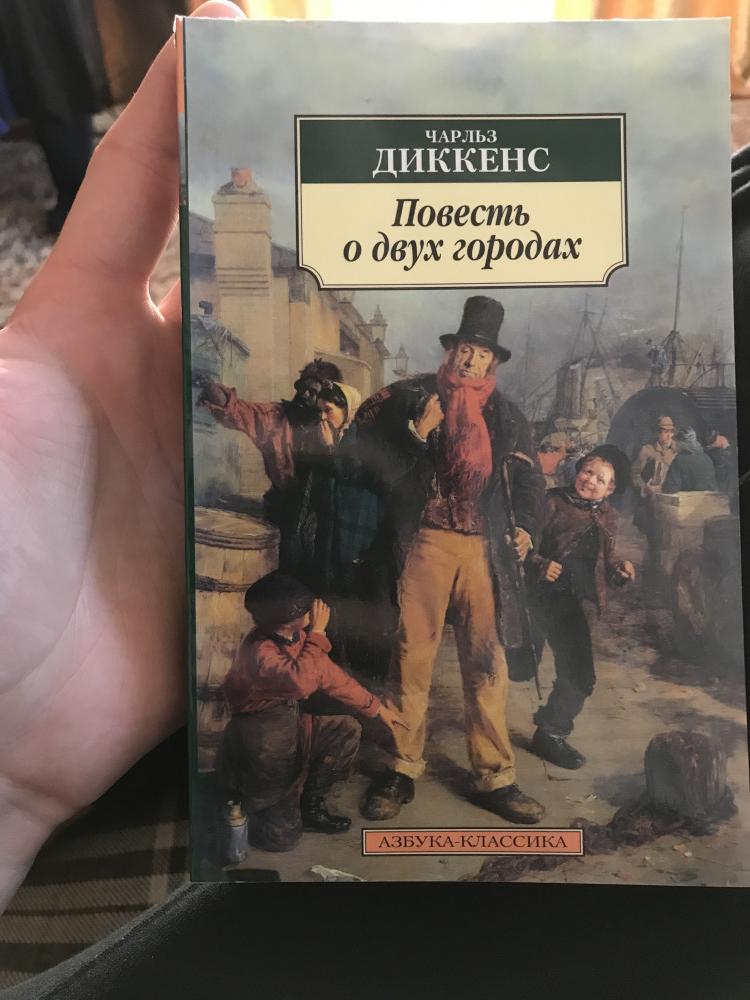 ЧАРЛЬЗ
ДИККЕНС
Повесть
о двух городах
АЗБУКА-КЛАССИКА